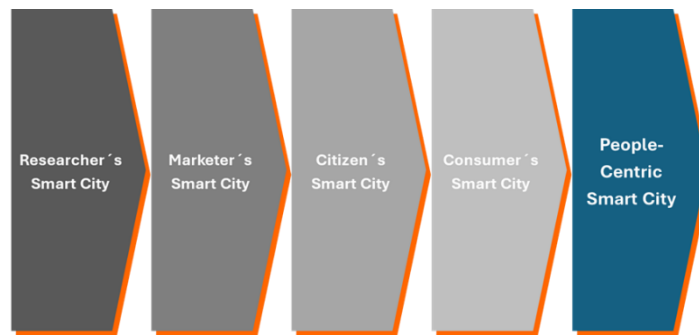 Researcher´s
Smart City
Marketer´s
Smart City
Citizen´s
Smart City
Consumer´s
Smart City
People-
Centric
Smart City